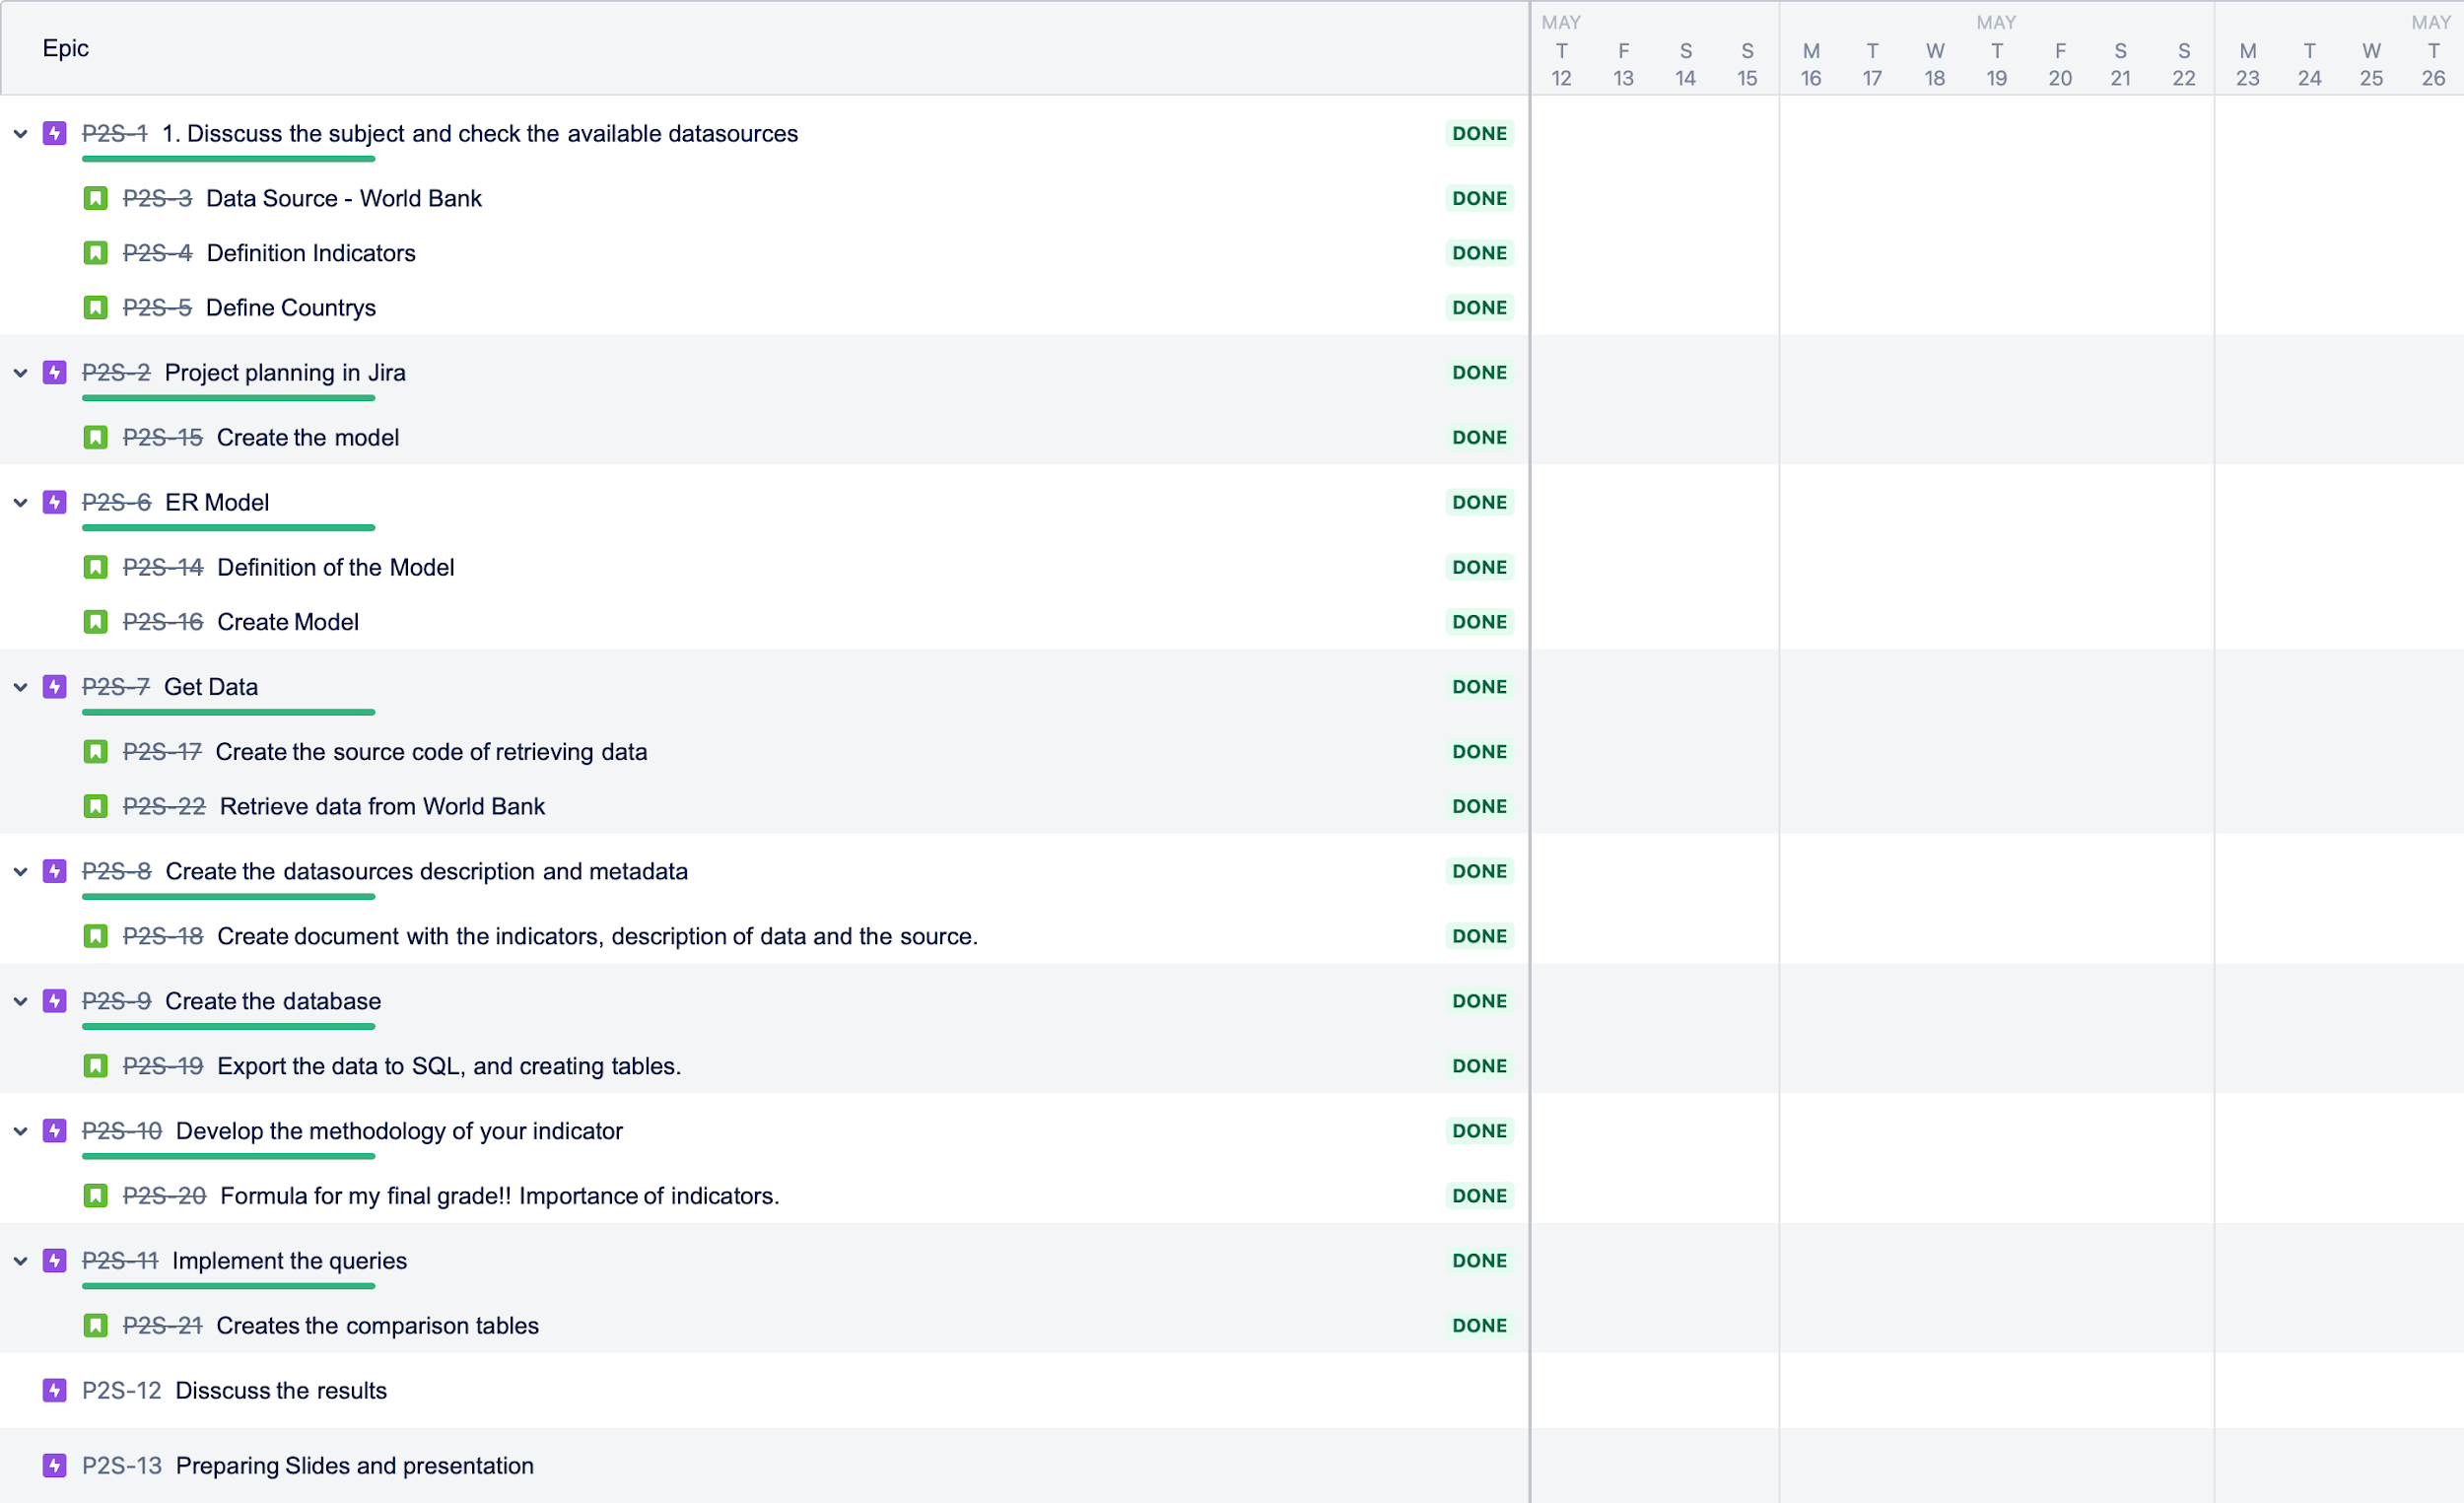 Epic
MAY MAY MAY
T F S S M T W T F S S M T W T
12 13 14 15 16 17 18 19 20 21 22 23 24 25 26
P2S-1 1. Disscuss the subject and check the available datasources DONE
P2S-3 Data Source - World Bank DONE
P2S-4 Definition Indicators DONE
P2S-5 Define Countrys DONE
P2S-2 Project planning in Jira DONE
P2S-15 Create the model DONE
P2S-6 ER Model DONE
P2S-14 Definition of the Model DONE
P2S-16 Create Model DONE
P2S-7 Get Data DONE
P2S-17 Create the source code of retrieving data DONE
P2S-22 Retrieve data from World Bank DONE
P2S-8 Create the datasources description and metadata DONE
P2S-18 Create document with the indicators, description of data and the source. DONE
P2S-9 Create the database DONE
P2S-19 Export the data to SQL, and creating tables. DONE
P2S-10 Develop the methodology of your indicator DONE
P2S-20 Formula for my final grade!! Importance of indicators. DONE
P2S-11 Implement the queries DONE
P2S-21 Creates the comparison tables DONE
P2S-12 Disscuss the results
P2S-13 Preparing Slides and presentation